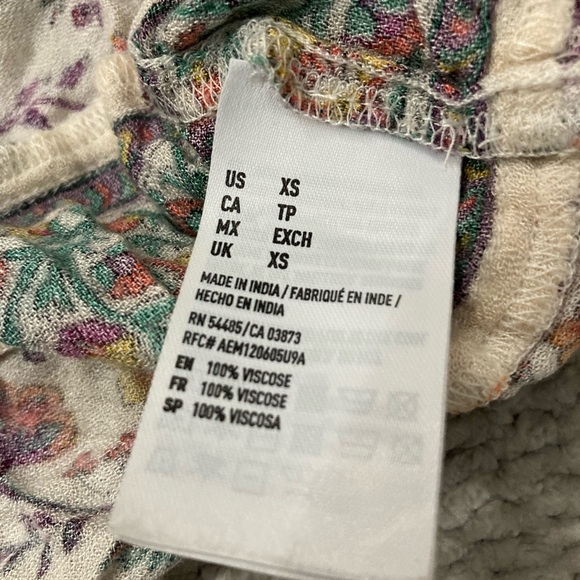 US XS
CA TP
MX EXCH
UK XS
MADE IN INDIA / FABRIQUÉ EN INDE /
HECHO EN INDIA
RN 54485/CA 03873
RFC# AEM120605U9A
EN 100% VISCOSE
FR 100% VISCOSE
SP 100% VISCOSA